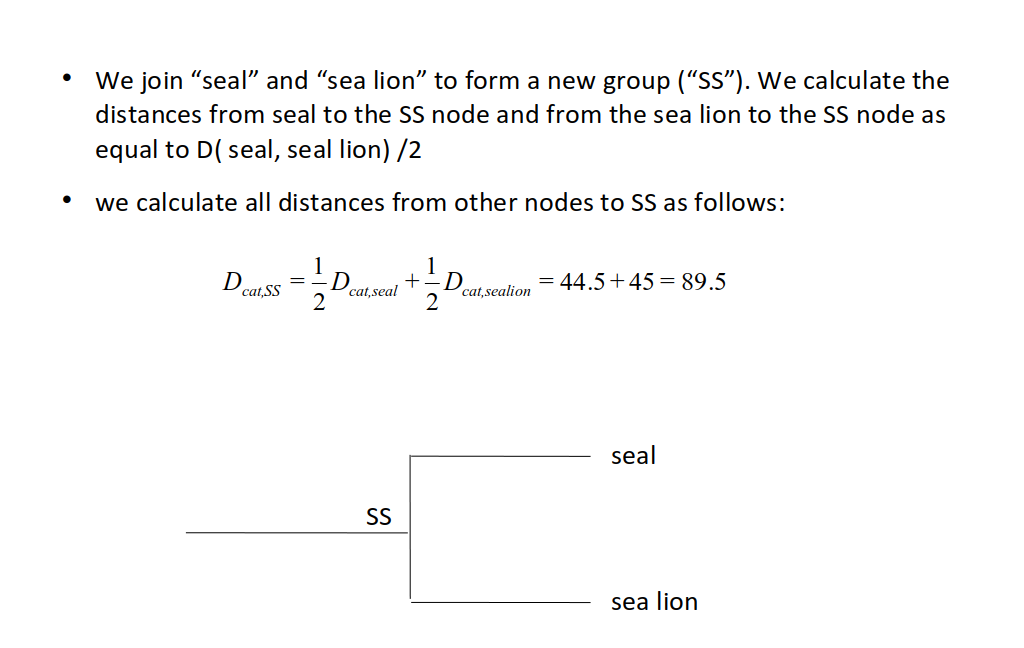 • We join “seal” and “sea lion” to form a new group (“SS”). We calculate the
distances from seal to the SS node and from the sea lion to the SS node as
equal to D( seal, seal lion) /2
• we calculate all distances from other nodes to SS as follows:
D_{cat,SS} = \frac{1}{2} D_{cat,seal} + \frac{1}{2} D_{cat,sealion} = 44.5 + 45 = 89.5
seal
SS
sea lion